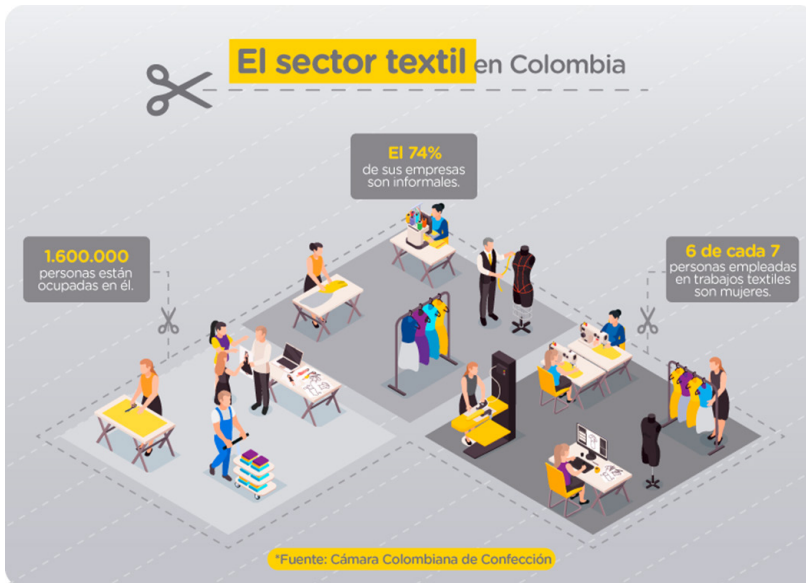 El sector textil en Colombia
El 74%
de sus empresas
son informales.
1.600.000
personas están
ocupadas en él.
6 de cada 7
personas empleadas
en trabajos textiles
son mujeres.
*Fuente: Cámara Colombiana de Confección